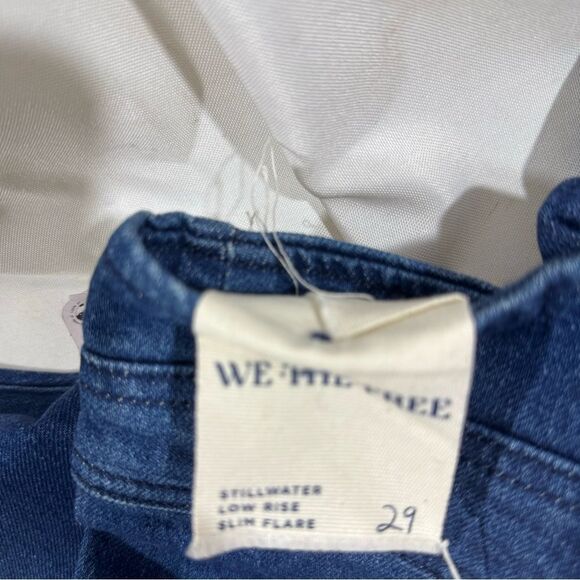 WE THE FREE
STILLWATER
LOW RISE
SLIM FLARE
29